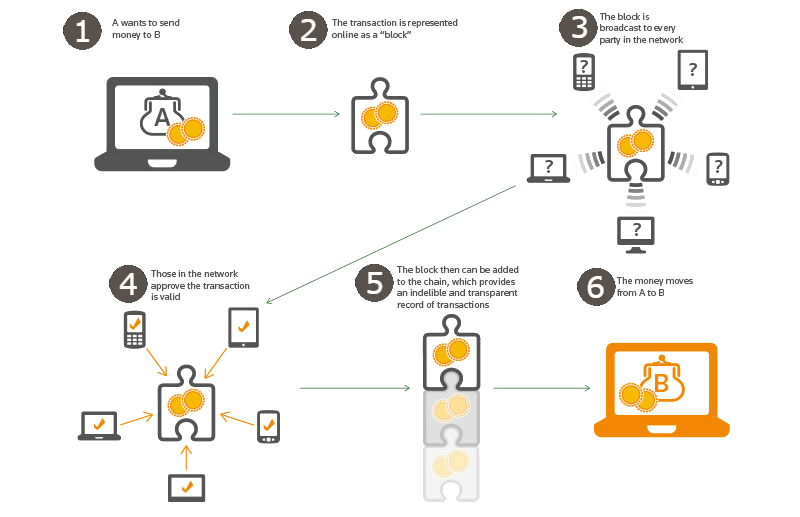 1
A wants to send
money to B
2
The transaction is represented
online as a “block”
3
The block is
broadcast to every
party in the network
A
?
?
?
?
?
4
Those in the network
approve the transaction
is valid
5
The block then can be added
to the chain, which provides
an indelible and transparent
record of transactions
6
The money moves
from A to B
B